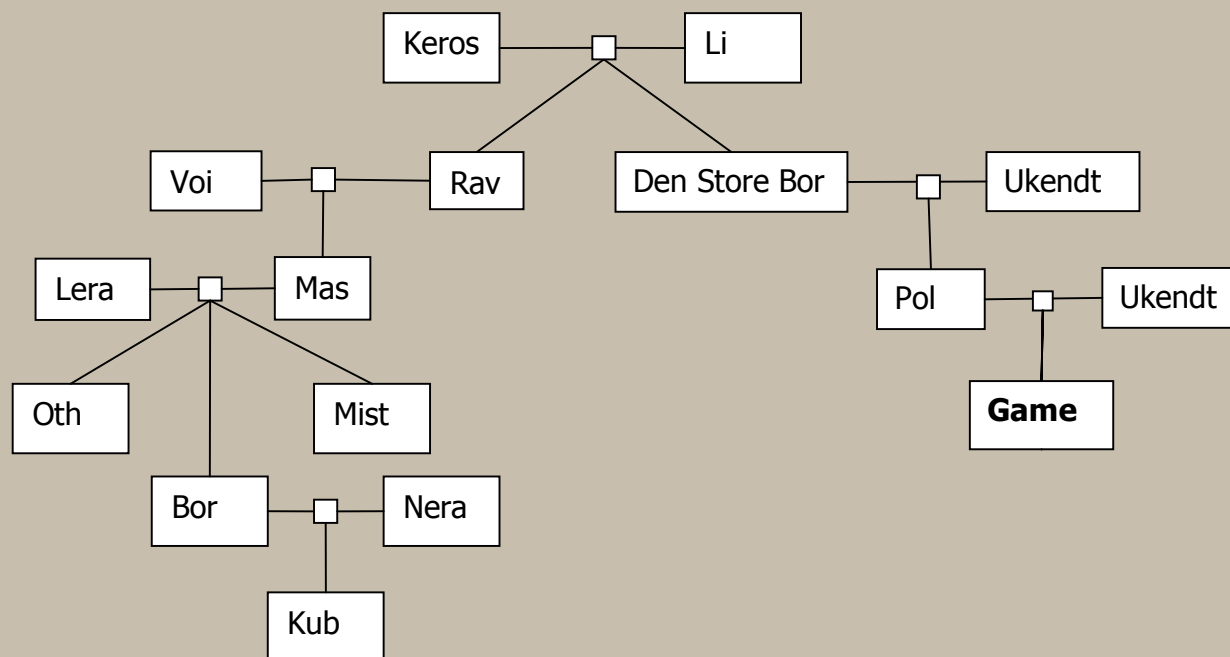 Keros
Li
Voi
Rav
Den Store Bor
Ukendt
Lera
Mas
Pol
Ukendt
Oth
Mist
Game
Bor
Nera
Kub